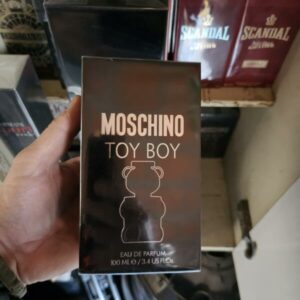 SCANDAL
SCANDAL
MOSCHINO
TOY BOY
EAU DE PARFUM
100 ML ℮ / 3.4 US FL.Oz.